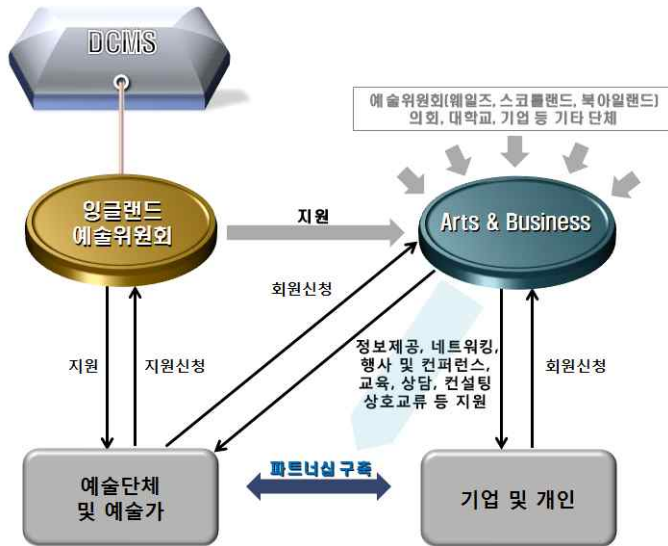 DCMS
예술위원회(웨일즈, 스코틀랜드, 북아일랜드)
의회, 대학교, 기업 등 기타 단체
잉글랜드
예술위원회
지원
Arts & Business
회원신청
지원
지원신청
정보제공, 네트워킹,
행사 및 컨퍼런스,
교육, 상담, 컨설팅
상호교류 등 지원
회원신청
예술단체
및 예술가
파트너십 구축
기업 및 개인